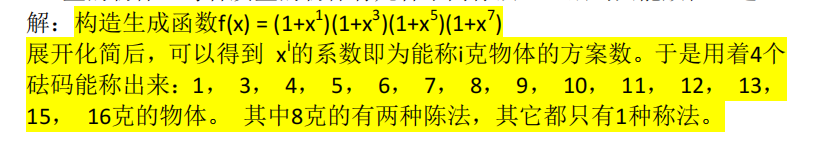 解：构造生成函数f(x) = (1+x¹)(1+x³)(1+x⁵)(1+x⁷)
展开化简后，可以得到 xⁱ的系数即为能称i克物体的方案数。于是用着4个
砝码能称出来：1， 3， 4， 5， 6， 7， 8， 9， 10， 11， 12， 13，
15， 16克的物体。 其中8克的有两种陈法，其它都只有1种称法。